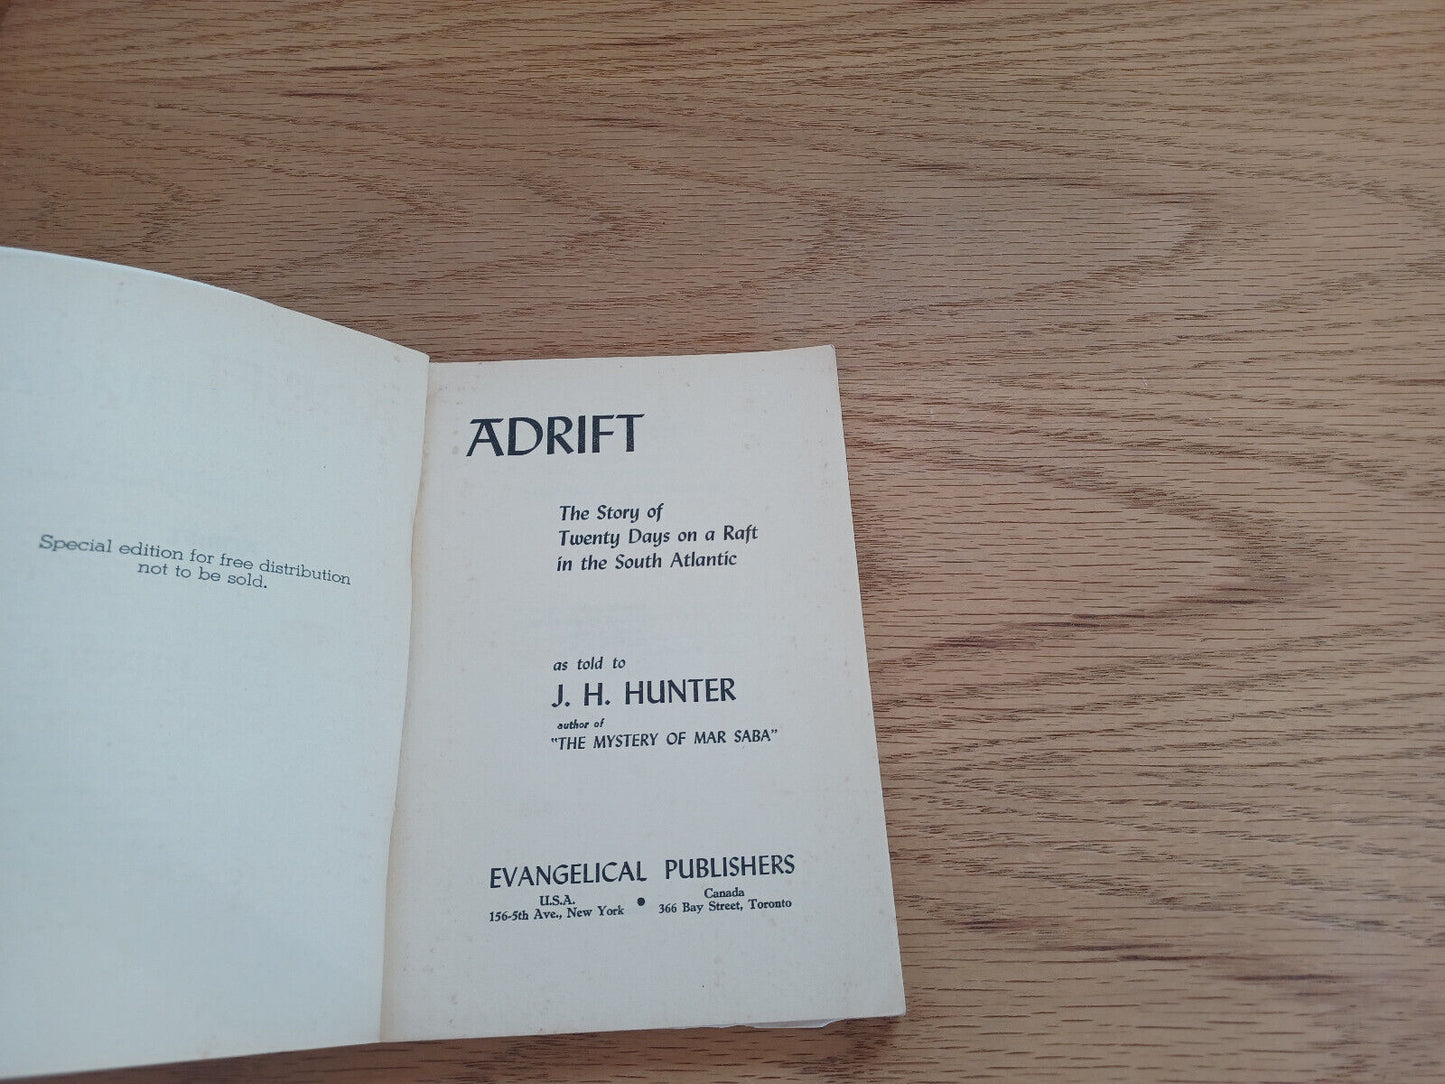 Special edition for free distribution
not to be sold.
ADRIFT
The Story of
Twenty Days on a Raft
in the South Atlantic
as told to
J. H. HUNTER
author of
"THE MYSTERY OF MAR SABA"
EVANGELICAL PUBLISHERS
U.S.A. • Canada
156-5th Ave., New York 366 Bay Street, Toronto